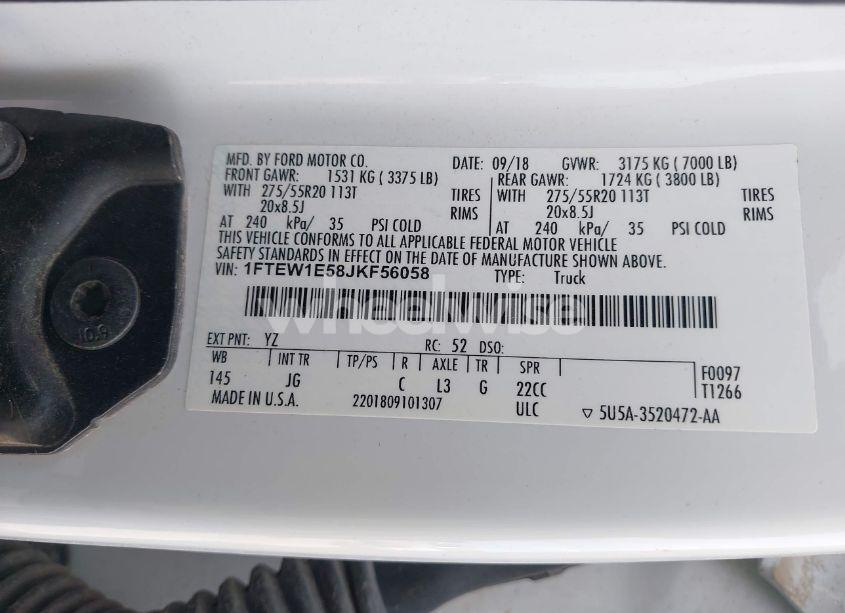 MFD. BY FORD MOTOR CO. DATE: 09/18 GVWR: 3175 KG ( 7000 LB)
FRONT GAWR: 1531 KG ( 3375 LB) REAR GAWR: 1724 KG ( 3800 LB)
WITH 275/55R20 113T TIRES WITH 275/55R20 113T TIRES
20x8.5J RIMS 20x8.5J RIMS
AT 240 kPa/ 35 PSI COLD AT 240 kPa/ 35 PSI COLD
THIS VEHICLE CONFORMS TO ALL APPLICABLE FEDERAL MOTOR VEHICLE
SAFETY STANDARDS IN EFFECT ON THE DATE OF MANUFACTURE SHOWN ABOVE.
VIN: 1FTEW1E58JKF56058 TYPE: Truck
wheelwise
EXT PNT: YZ RC: 52 DSO:
WB INT TR TP/PS R AXLE TR SPR F0097
145 JG C L3 G 22CC T1266
MADE IN U.S.A. 2201809101307 ULC ▽ 5U5A-3520472-AA
10.9